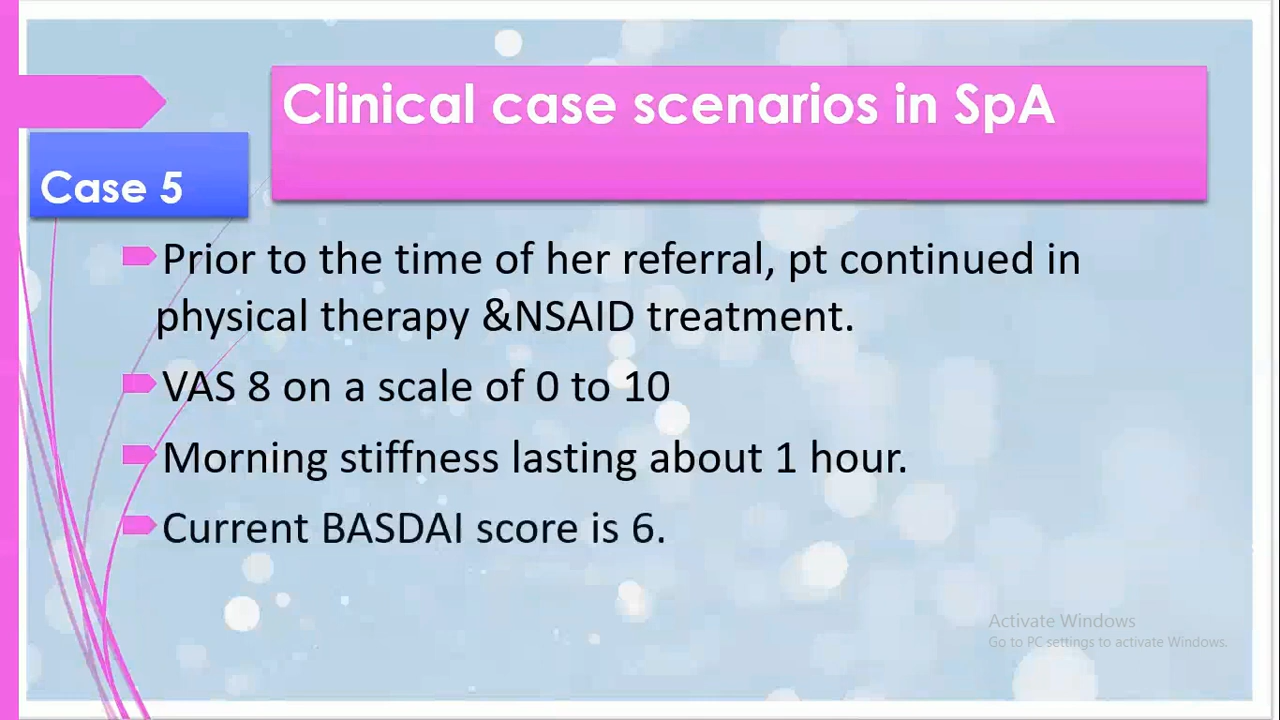 Clinical case scenarios in SpA
Case 5
Prior to the time of her referral, pt continued in
physical therapy &NSAID treatment.
VAS 8 on a scale of 0 to 10
Morning stiffness lasting about 1 hour.
Current BASDAI score is 6.
Activate Windows
Go to PC settings to activate Windows.